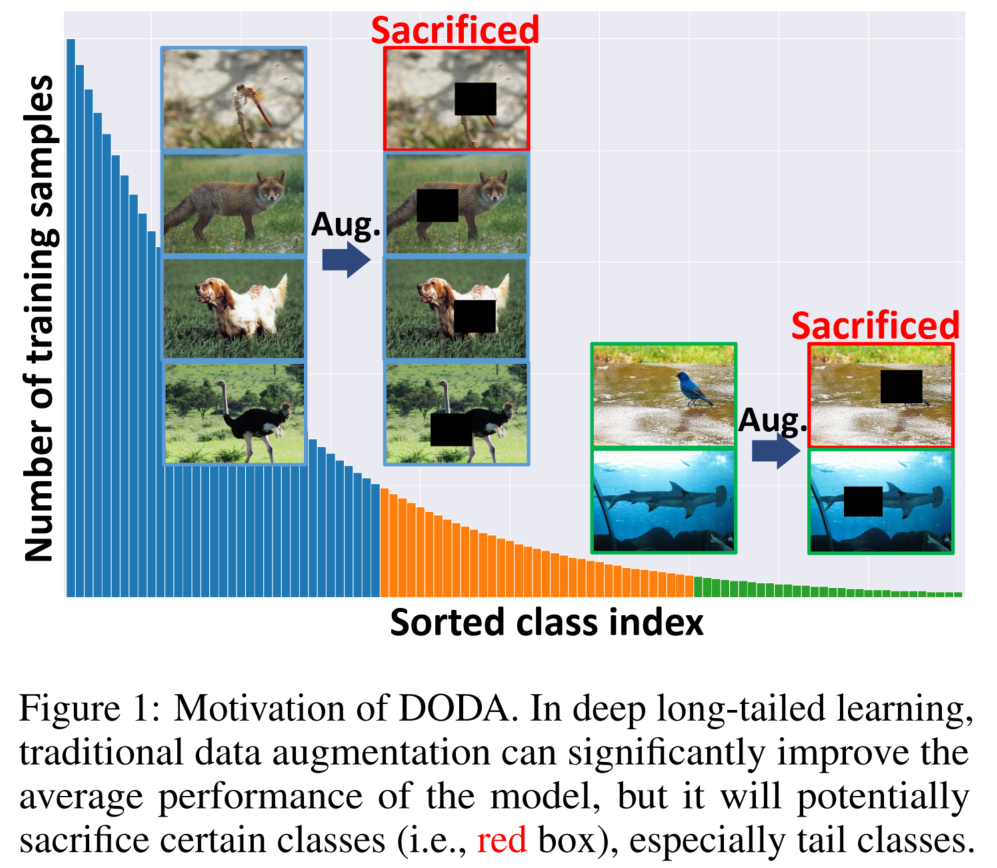 Sacrificed
Number of training samples
Aug.
Sacrificed
Aug.
Sorted class index
Figure 1: Motivation of DODA. In deep long-tailed learning,
traditional data augmentation can significantly improve the
average performance of the model, but it will potentially
sacrifice certain classes (i.e., red box), especially tail classes.